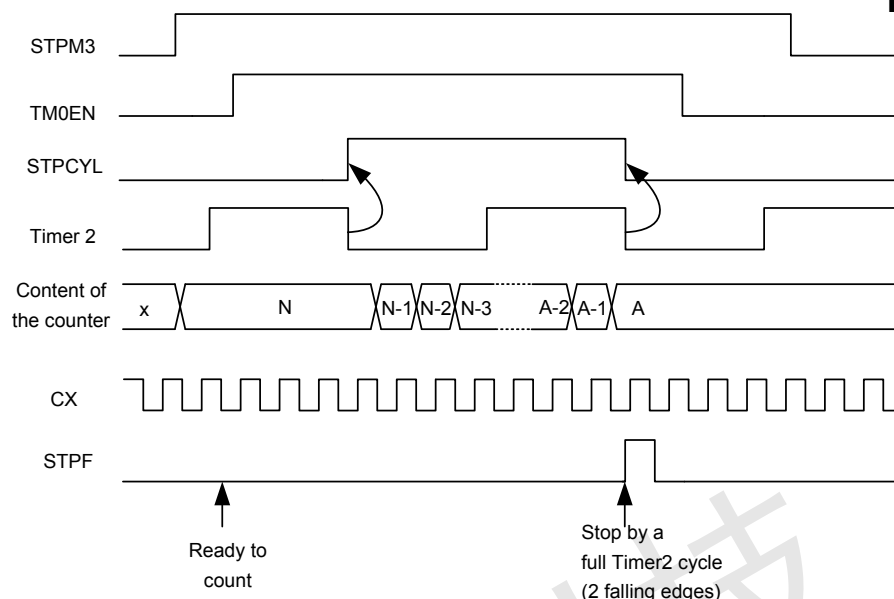 STPM3
TM0EN
STPCYL
Timer 2
Content of
the counter
x
N
N-1
N-2
N-3
A-2
A-1
A
CX
STPF
Ready to
count
Stop by a
full Timer2 cycle
(2 falling edges)